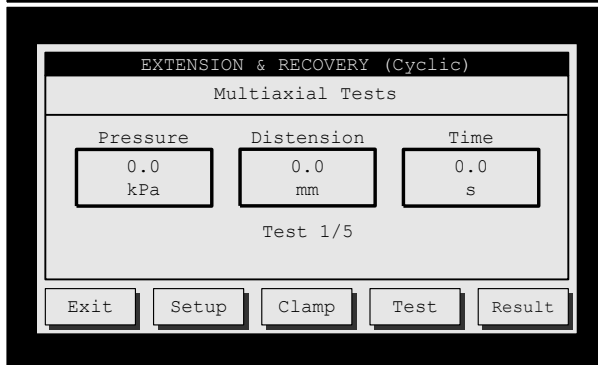 EXTENSION & RECOVERY (Cyclic)
Multiaxial Tests
Pressure Distension Time
0.0 0.0 0.0
kPa mm s
Test 1/5
Exit Setup Clamp Test Result